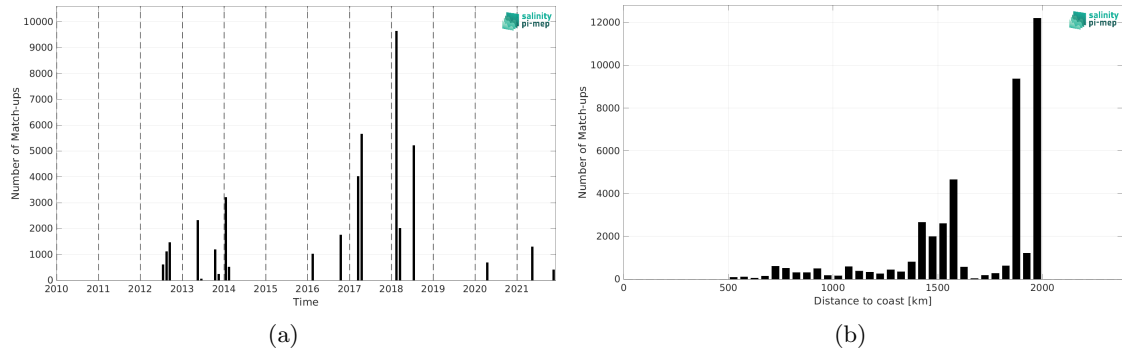 salinity
pi-mep
Number of Match-ups
10000
9000
8000
7000
6000
5000
4000
3000
2000
1000
0
2010 2011 2012 2013 2014 2015 2016 2017 2018 2019 2020 2021
Time
(a)
salinity
pi-mep
Number of Match-ups
12000
10000
8000
6000
4000
2000
0
0 500 1000 1500 2000
Distance to coast [km]
(b)